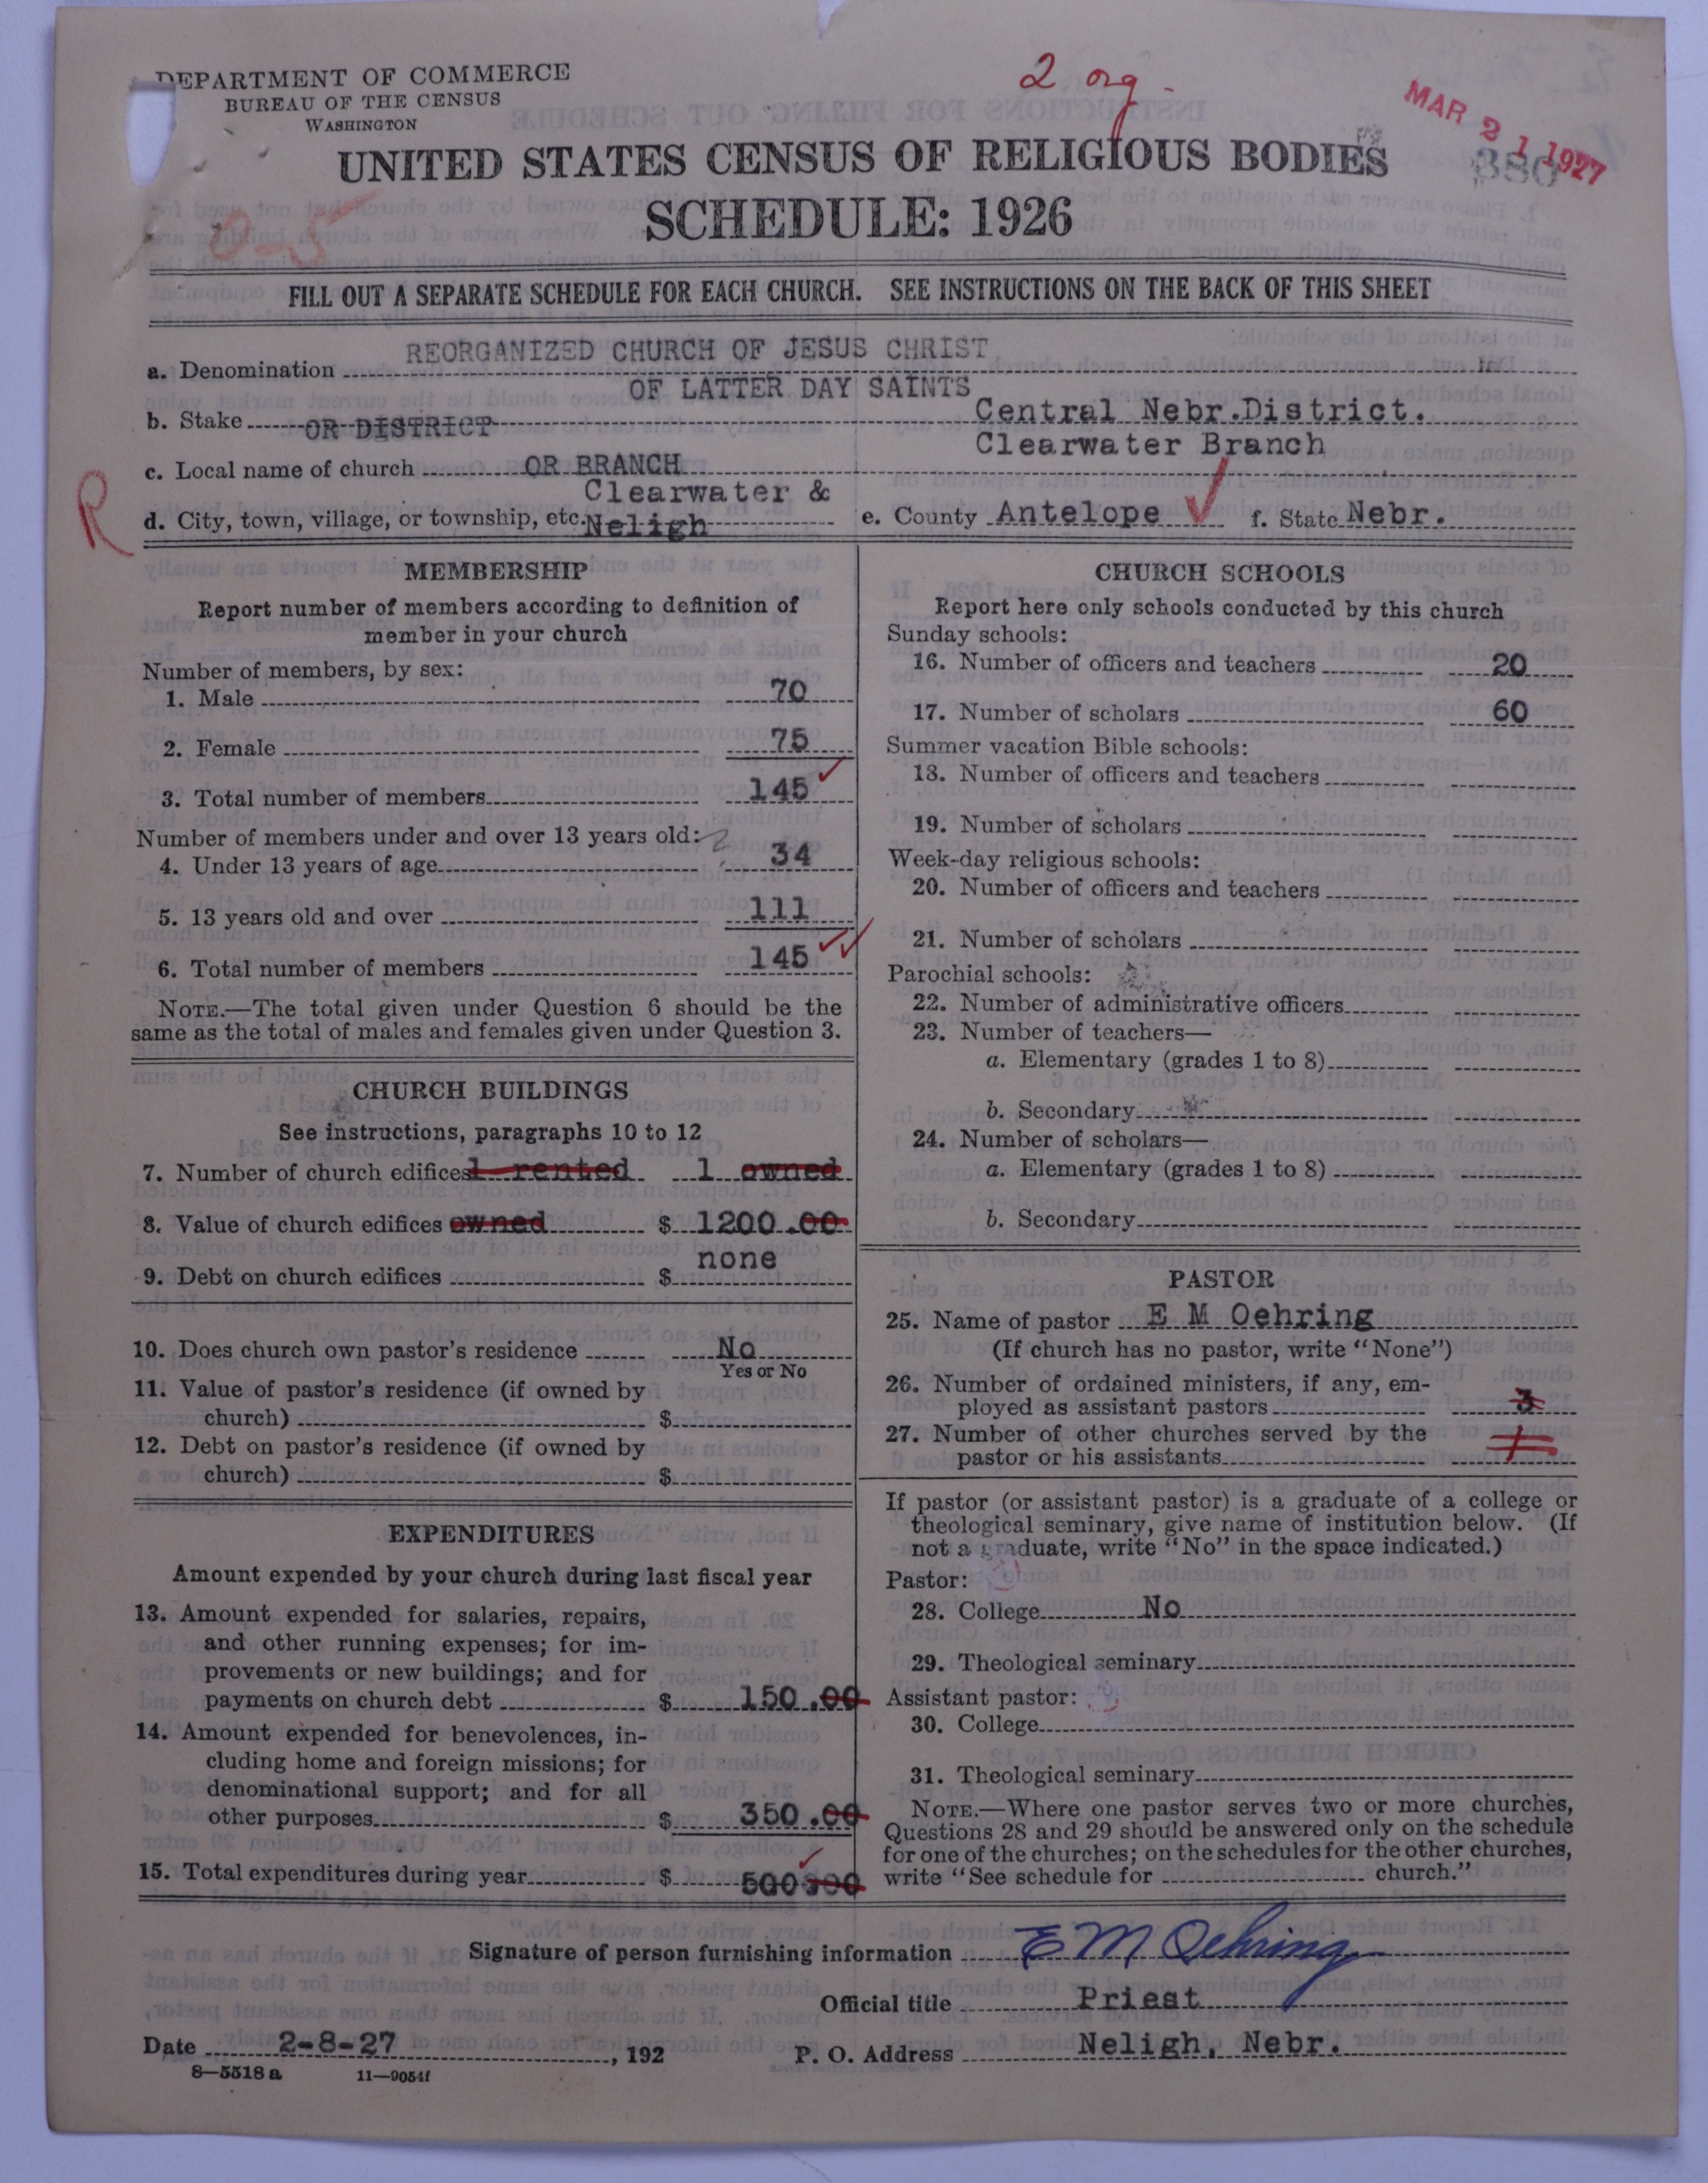 DEPARTMENT OF COMMERCE
BUREAU OF THE CENSUS
WASHINGTON
2 org.
MAR 21 1927
380
UNITED STATES CENSUS OF RELIGIOUS BODIES
SCHEDULE: 1926
FILL OUT A SEPARATE SCHEDULE FOR EACH CHURCH. SEE INSTRUCTIONS ON THE BACK OF THIS SHEET
REORGANIZED CHURCH OF JESUS CHRIST
a. Denomination
OF LATTER DAY SAINTS
b. Stake OR DISTRICT Central Nebr.District.
Clearwater Branch
c. Local name of church OR BRANCH
R
Clearwater &
d. City, town, village, or township, etc. Neligh e. County Antelope f. State Nebr.
MEMBERSHIP
Report number of members according to definition of
member in your church
Number of members, by sex:
1. Male 70
2. Female 75
3. Total number of members 145
Number of members under and over 13 years old:
4. Under 13 years of age 34
5. 13 years old and over 111
6. Total number of members 145
NOTE.—The total given under Question 6 should be the
same as the total of males and females given under Question 3.
CHURCH BUILDINGS
See instructions, paragraphs 10 to 12
7. Number of church edifices 1 rented 1 owned
8. Value of church edifices owned $ 1200.00
none
9. Debt on church edifices $
10. Does church own pastor's residence No
Yes or No
11. Value of pastor's residence (if owned by
church) $
12. Debt on pastor's residence (if owned by
church) $
EXPENDITURES
Amount expended by your church during last fiscal year
13. Amount expended for salaries, repairs,
and other running expenses; for im-
provements or new buildings; and for
payments on church debt $ 150.00
14. Amount expended for benevolences, in-
cluding home and foreign missions; for
denominational support; and for all
other purposes $ 350.00
15. Total expenditures during year $ 500.00
CHURCH SCHOOLS
Report here only schools conducted by this church
Sunday schools:
16. Number of officers and teachers 20
17. Number of scholars 60
Summer vacation Bible schools:
18. Number of officers and teachers
19. Number of scholars
Week-day religious schools:
20. Number of officers and teachers
21. Number of scholars
Parochial schools:
22. Number of administrative officers
23. Number of teachers—
a. Elementary (grades 1 to 8)
b. Secondary
24. Number of scholars—
a. Elementary (grades 1 to 8)
b. Secondary
PASTOR
25. Name of pastor E M Oehring
(If church has no pastor, write "None")
26. Number of ordained ministers, if any, em-
ployed as assistant pastors 3
27. Number of other churches served by the
pastor or his assistants 1
If pastor (or assistant pastor) is a graduate of a college or
theological seminary, give name of institution below. (If
not a graduate, write "No" in the space indicated.)
Pastor:
28. College No
29. Theological seminary
Assistant pastor:
30. College
31. Theological seminary
NOTE.—Where one pastor serves two or more churches,
Questions 28 and 29 should be answered only on the schedule
for one of the churches; on the schedules for the other churches,
write "See schedule for church."
Signature of person furnishing information E M Oehring
Official title Priest
Date 2-8-27, 192 P. O. Address Neligh, Nebr.
8—5518 a 11—9054f